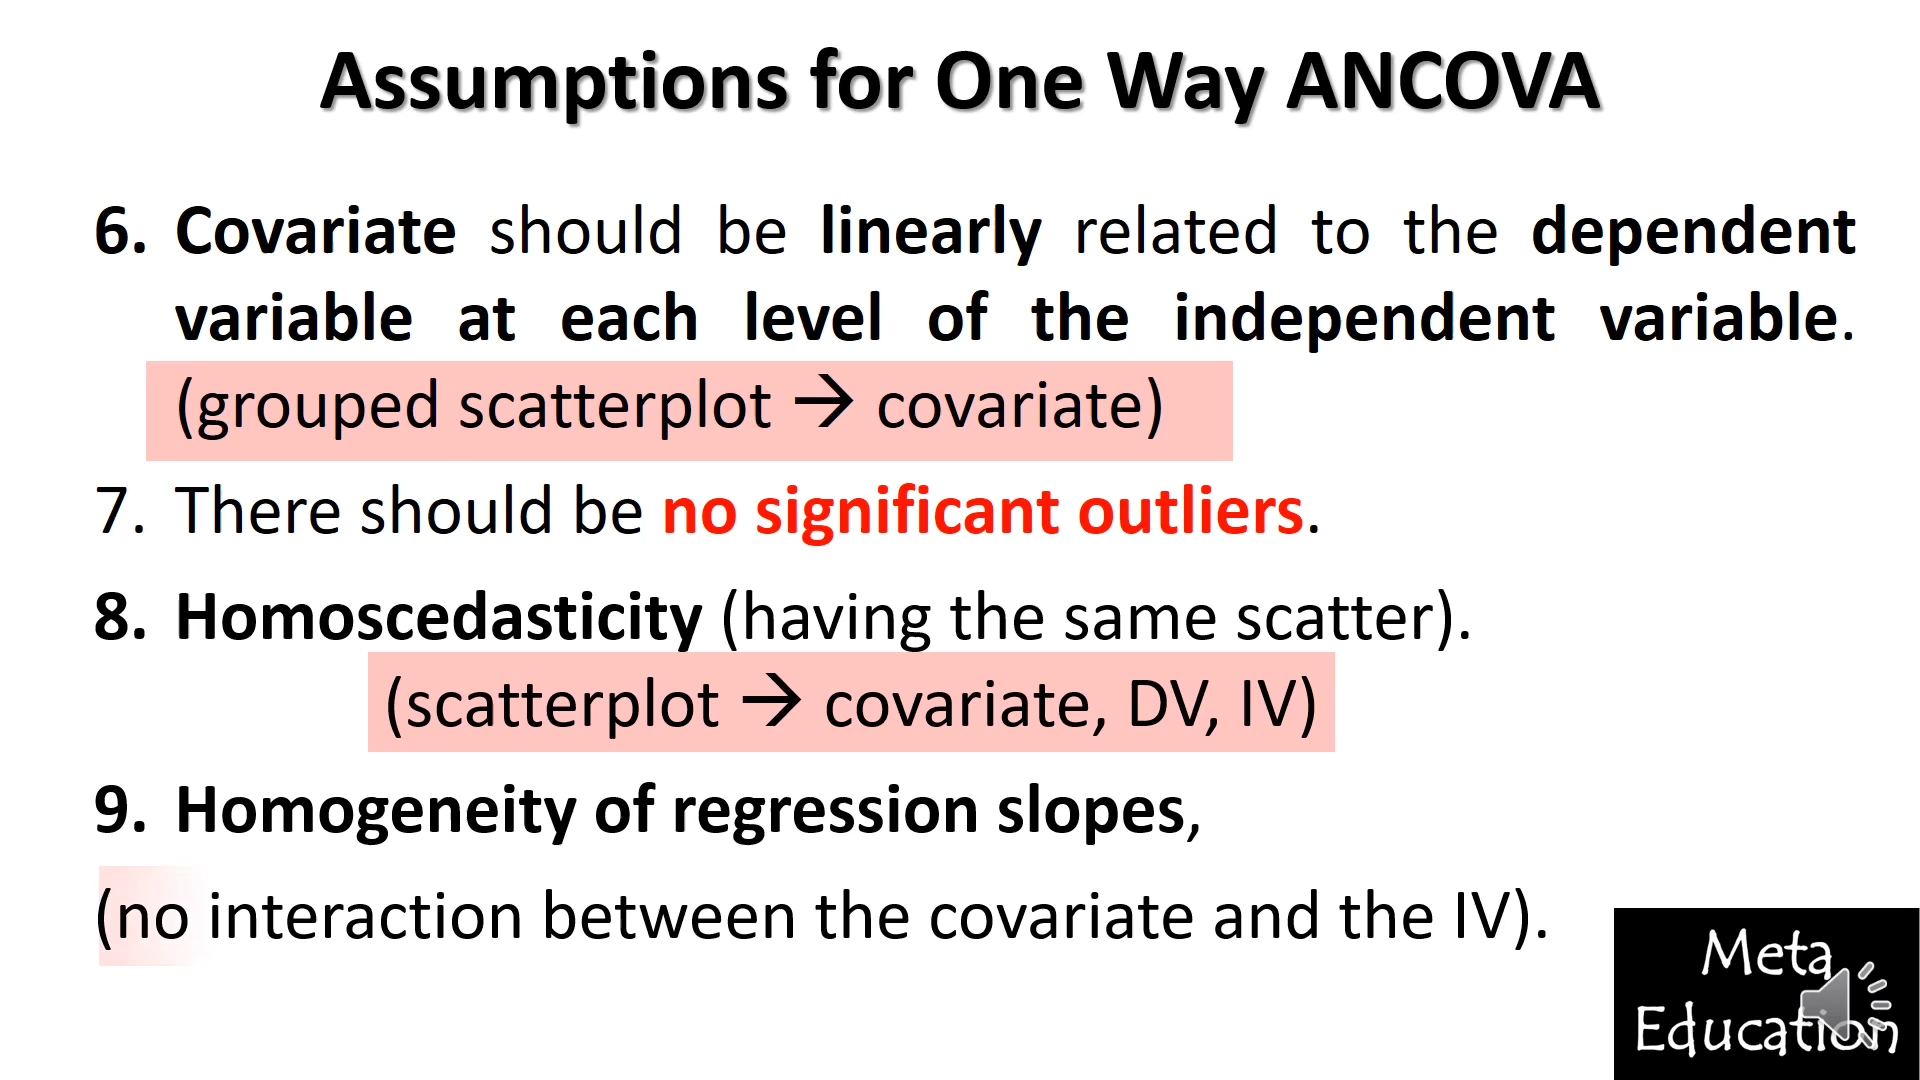 Assumptions for One Way ANCOVA
6. Covariate should be linearly related to the dependent
variable at each level of the independent variable.
(grouped scatterplot → covariate)
7. There should be no significant outliers.
8. Homoscedasticity (having the same scatter).
(scatterplot → covariate, DV, IV)
9. Homogeneity of regression slopes,
(no interaction between the covariate and the IV).
Meta
Education